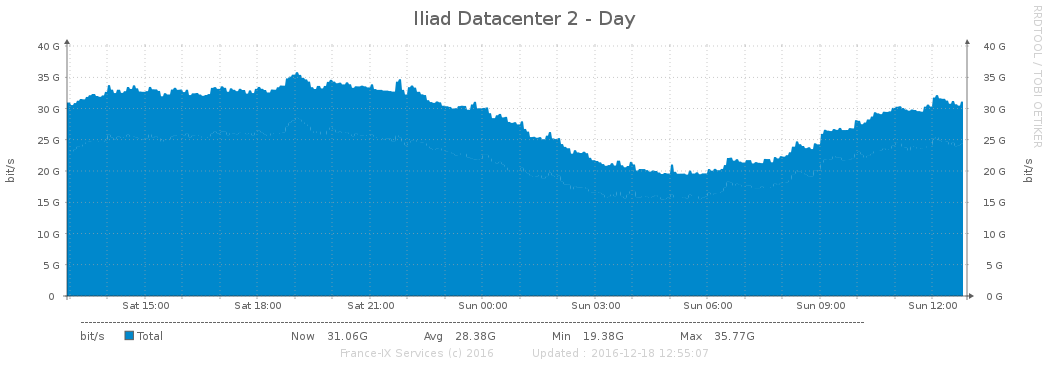 Iliad Datacenter 2 - Day
RRDTOOL / TOBI OETIKER
40 G 40 G
35 G 35 G
30 G 30 G
25 G 25 G
20 G 20 G
15 G 15 G
10 G 10 G
5 G 5 G
0 0 G
bit/s bit/s
Sat 15:00 Sat 18:00 Sat 21:00 Sun 00:00 Sun 03:00 Sun 06:00 Sun 09:00 Sun 12:00
bit/s Total Now 31.06G Avg 28.38G Min 19.38G Max 35.77G
France-IX Services (c) 2016 Updated : 2016-12-18 12:55:07